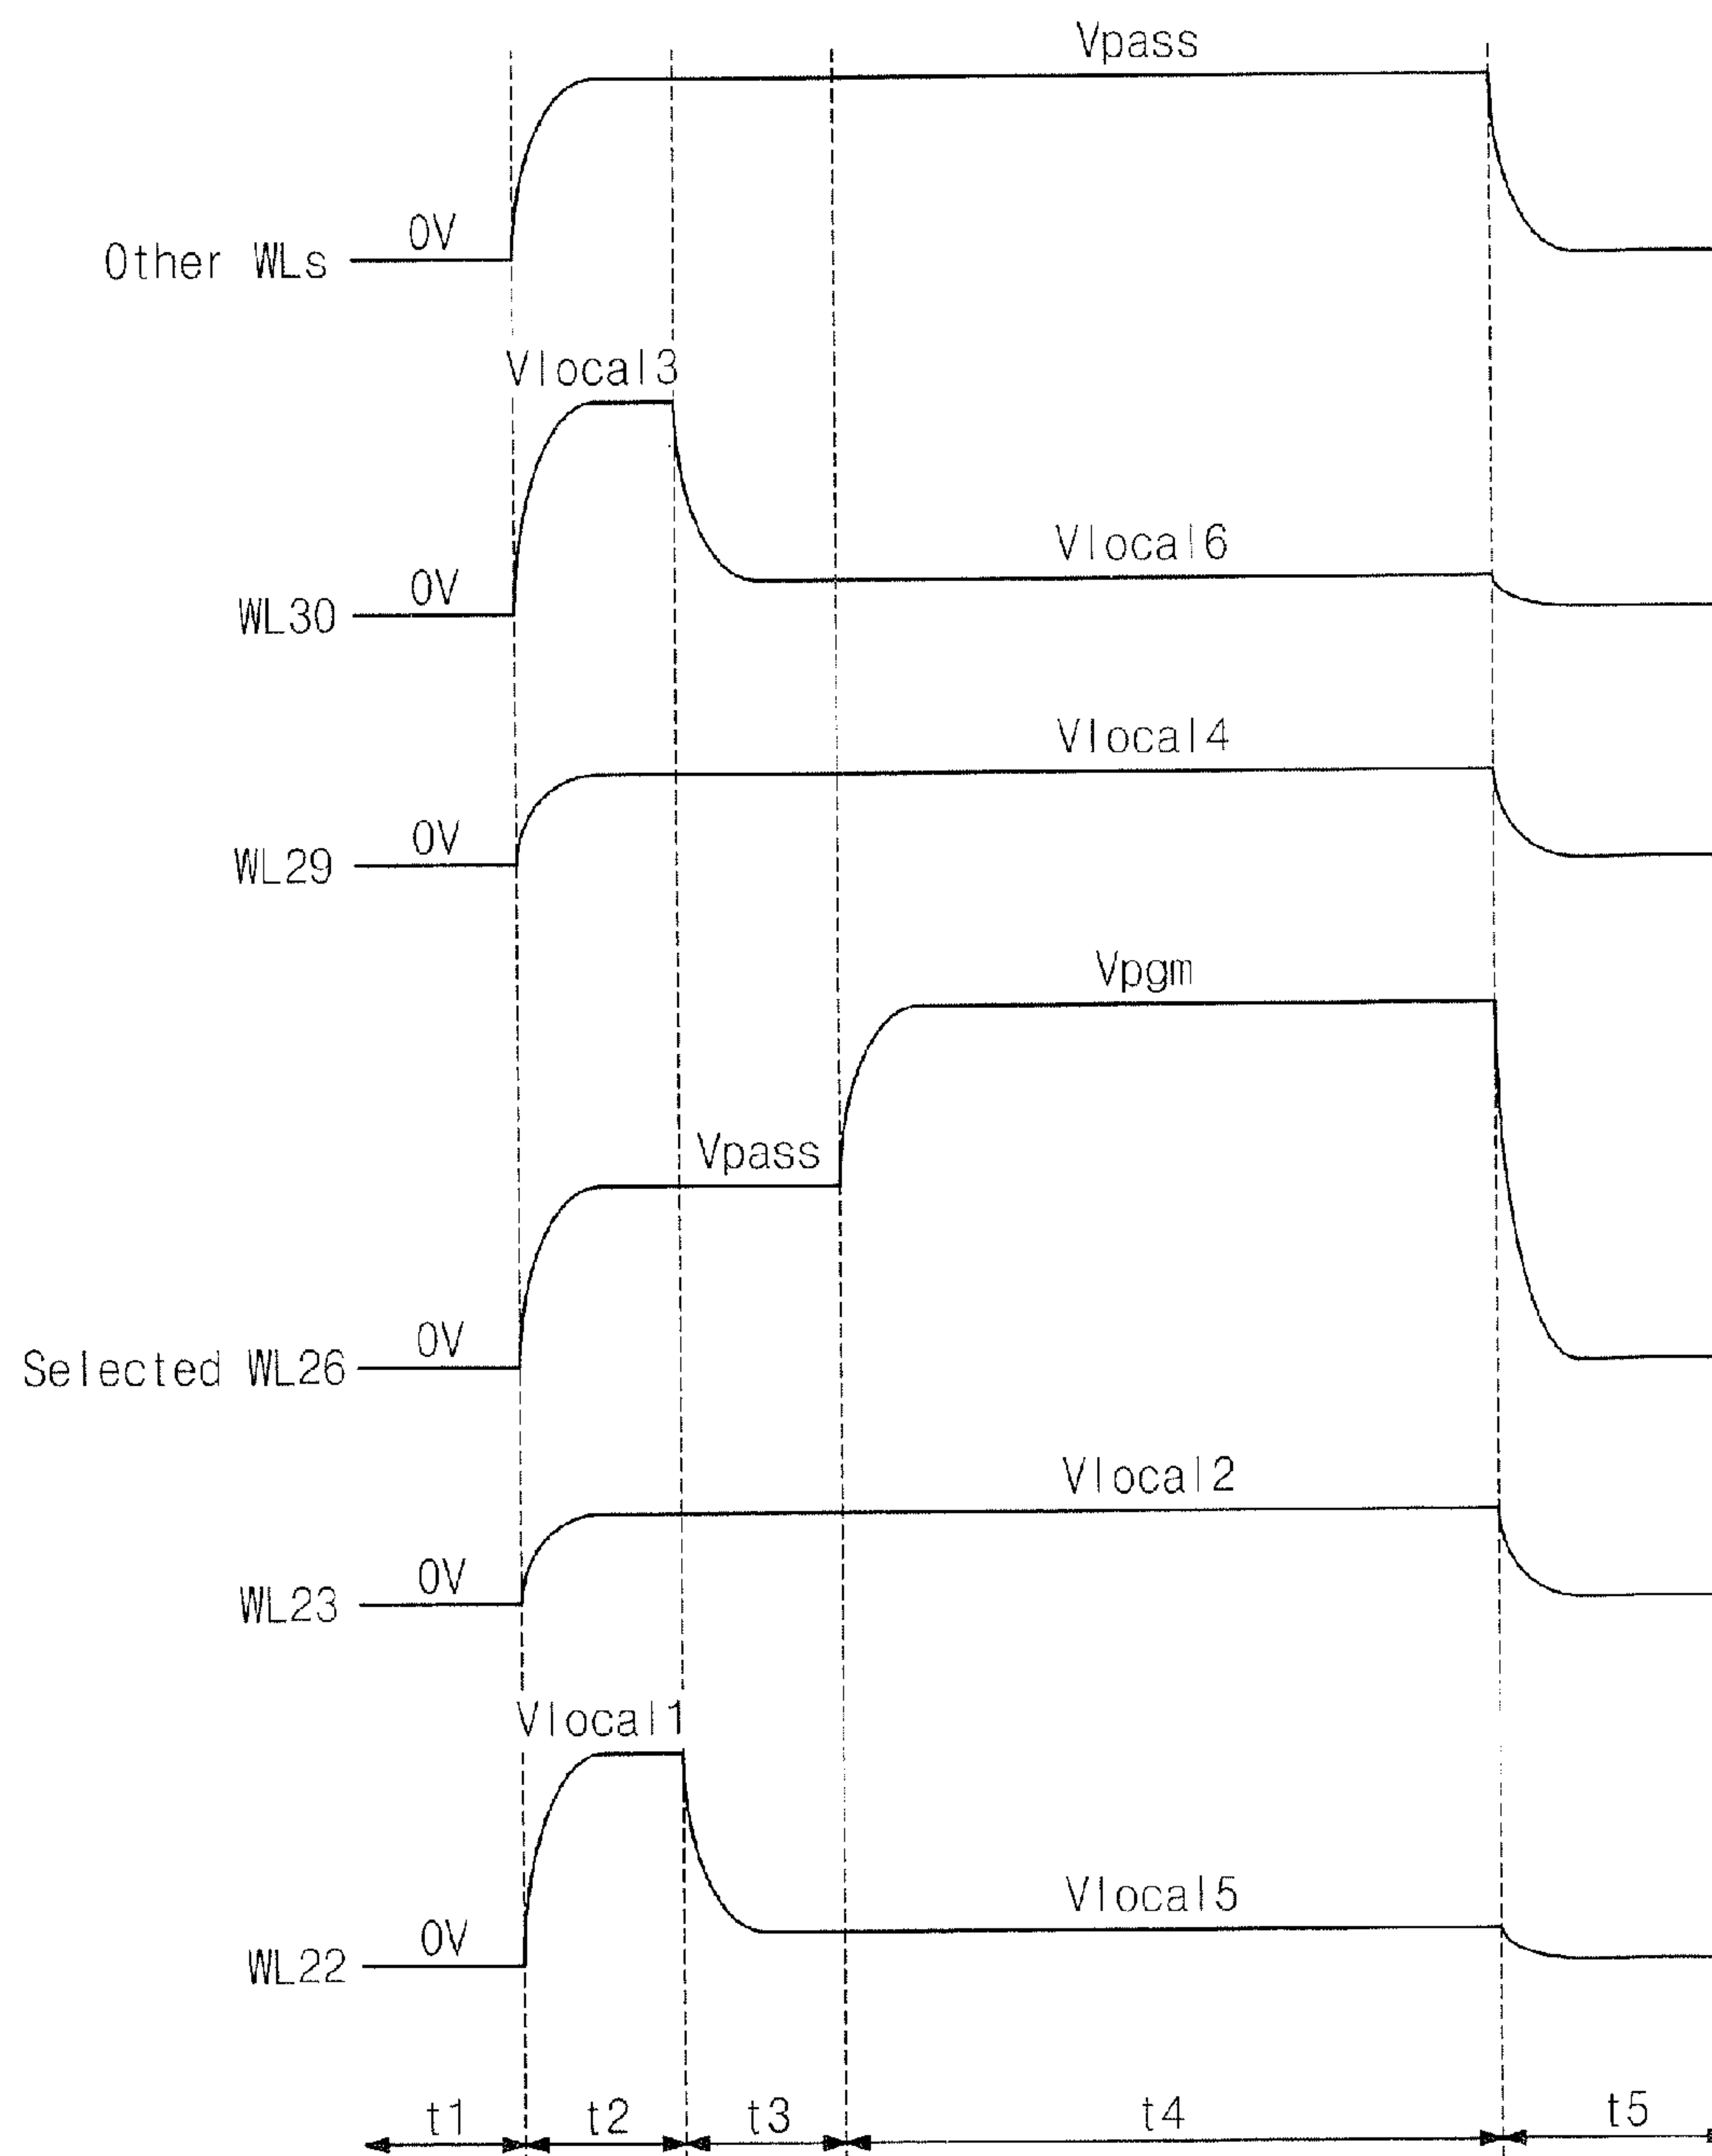 Vpass
0V
Other WLs
Vlocal3
Vlocal6
0V
WL30
Vlocal4
0V
WL29
Vpgm
Vpass
0V
Selected WL26
Vlocal2
0V
WL23
Vlocal1
Vlocal5
0V
WL22
t1 t2 t3 t4 t5